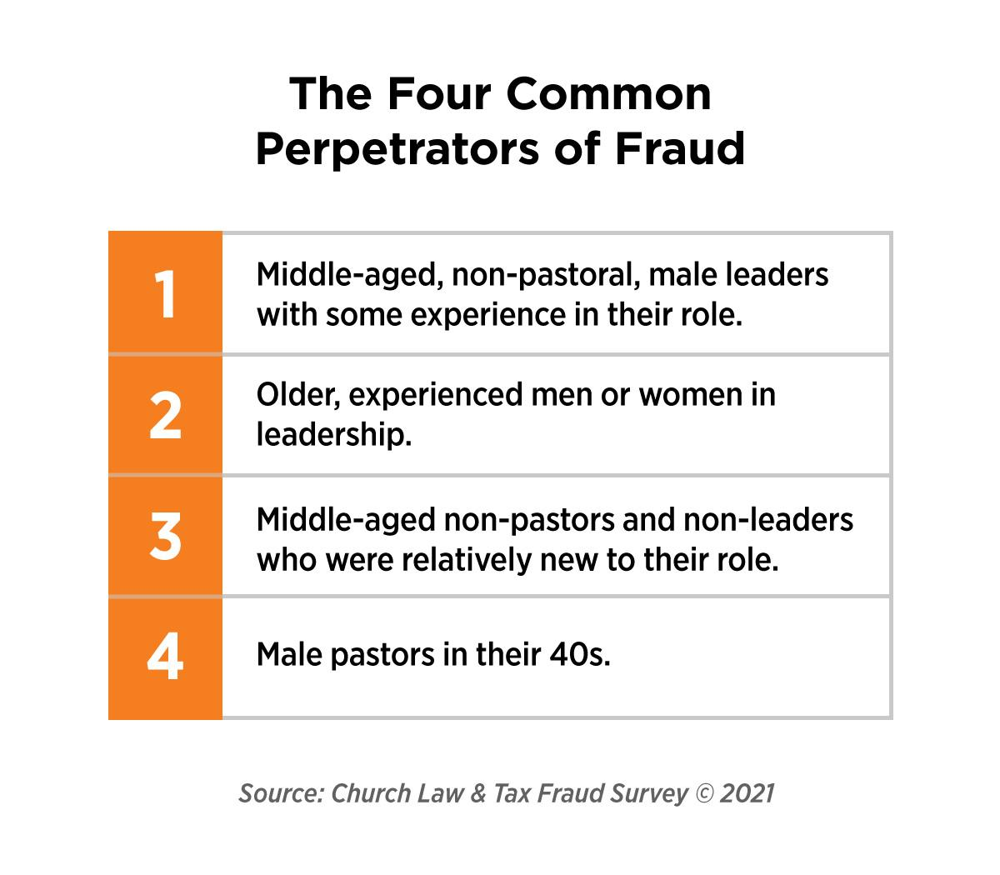 The Four Common
Perpetrators of Fraud
1
Middle-aged, non-pastoral, male leaders
with some experience in their role.
2
Older, experienced men or women in
leadership.
3
Middle-aged non-pastors and non-leaders
who were relatively new to their role.
4
Male pastors in their 40s.
Source: Church Law & Tax Fraud Survey © 2021